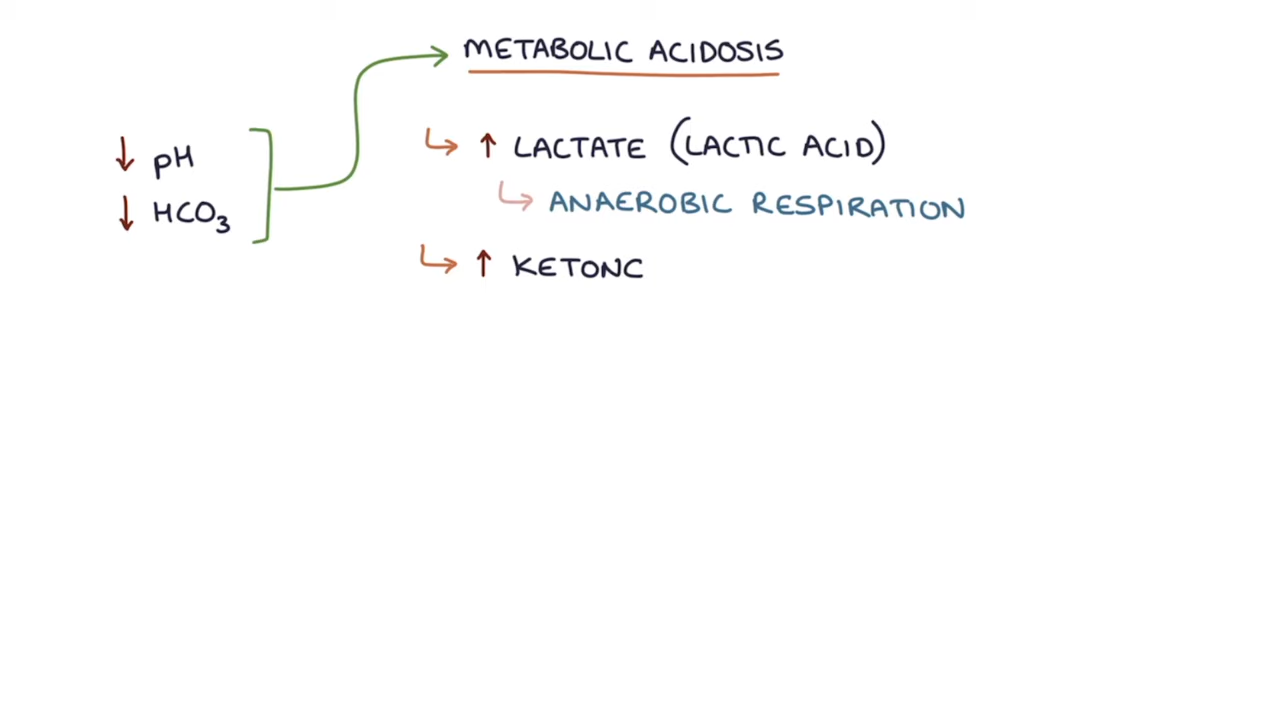 METABOLIC ACIDOSIS
↓ pH
↓ HCO3
↑ LACTATE (LACTIC ACID)
ANAEROBIC RESPIRATION
↑ KETONC